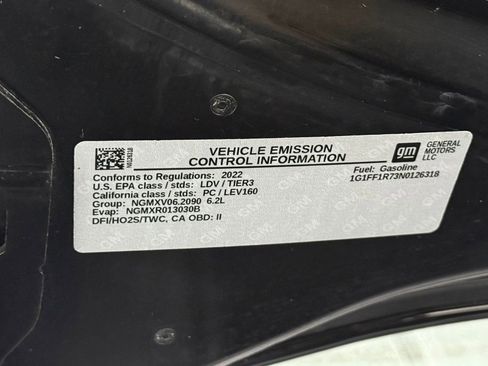 N0126318
VEHICLE EMISSION
CONTROL INFORMATION
gm
GENERAL
MOTORS
LLC
Conforms to Regulations: 2022
Fuel: Gasoline
U.S. EPA class / stds: LDV / TIER3
1G1FF1R73N0126318
California class / stds: PC / LEV160
Group: NGMXV06.2090 6.2L
Evap: NGMXR013030B
DFI/HO2S/TWC, CA OBD: II